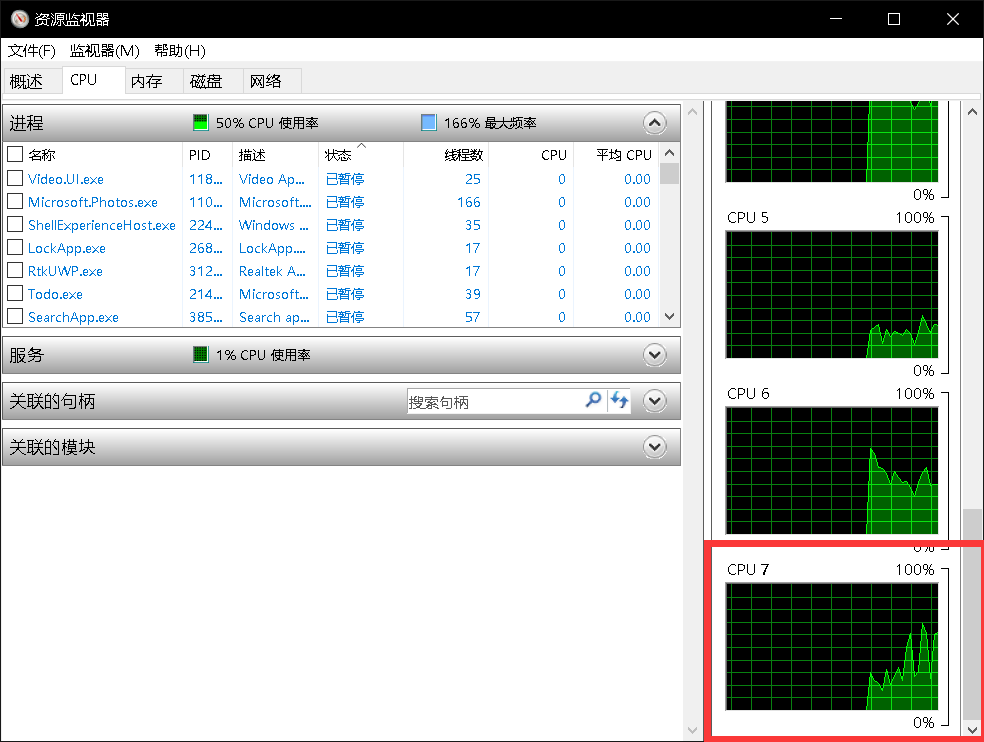 资源监视器
文件(F) 监视器(M) 帮助(H)
概述 CPU 内存 磁盘 网络
进程 50% CPU 使用率 166% 最大频率
名称 PID 描述 状态 线程数 CPU 平均 CPU
Video.UI.exe 118... Video Ap... 已暂停 25 0 0.00
Microsoft.Photos.exe 110... Microsoft.... 已暂停 166 0 0.00
ShellExperienceHost.exe 224... Windows ... 已暂停 35 0 0.00
LockApp.exe 268... LockApp.... 已暂停 17 0 0.00
RtkUWP.exe 312... Realtek A... 已暂停 17 0 0.00
Todo.exe 214... Microsoft... 已暂停 39 0 0.00
SearchApp.exe 385... Search ap... 已暂停 57 0 0.00
服务 1% CPU 使用率
关联的句柄 搜索句柄
关联的模块
0%
CPU 5 100%
0%
CPU 6 100%
0%
CPU 7 100%
0%